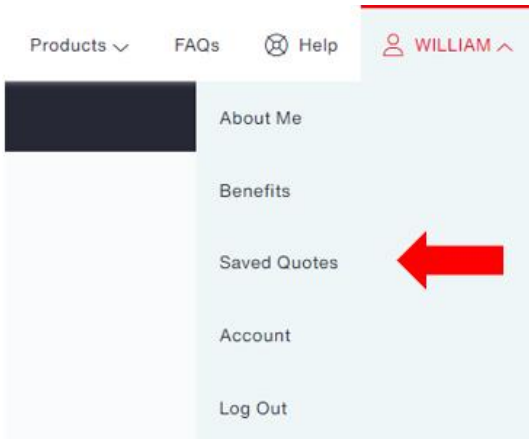 Products FAQs Help WILLIAM
About Me
Benefits
Saved Quotes
Account
Log Out